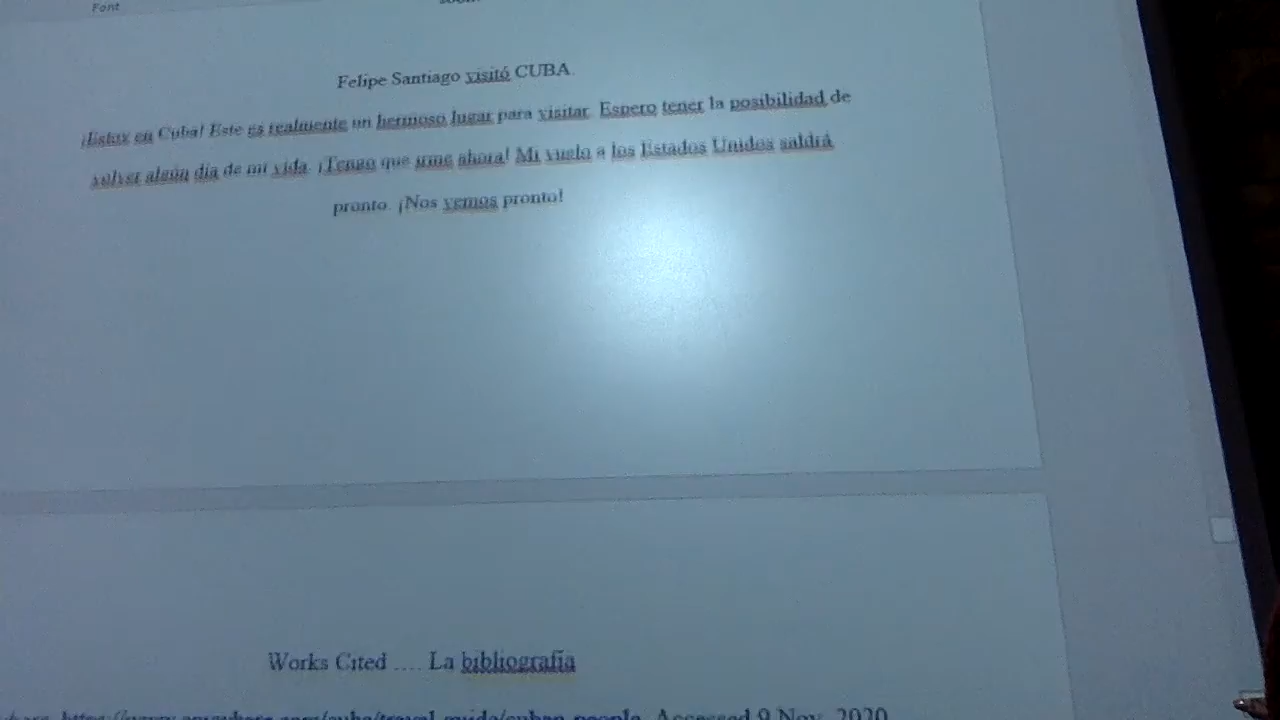 Font
Felipe Santiago visitó CUBA.
¡Estoy en Cuba! Este es realmente un hermoso lugar para visitar. Espero tener la posibilidad de
volver algún día de mi vida. ¡Tengo que irme ahora! Mi vuelo a los Estados Unidos saldrá
pronto. ¡Nos vemos pronto!
Works Cited .... La bibliografía
Accessed 9 Nov. 2020